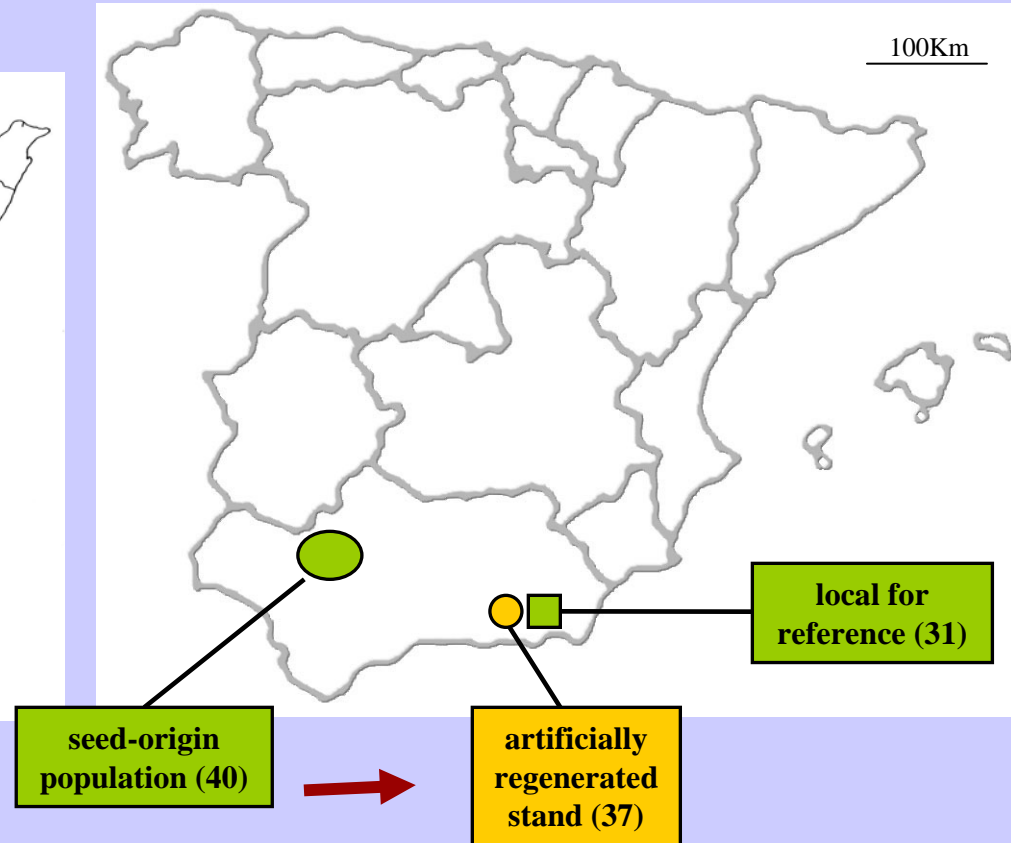 100Km
local for
reference (31)
seed-origin
population (40)
artificially
regenerated
stand (37)